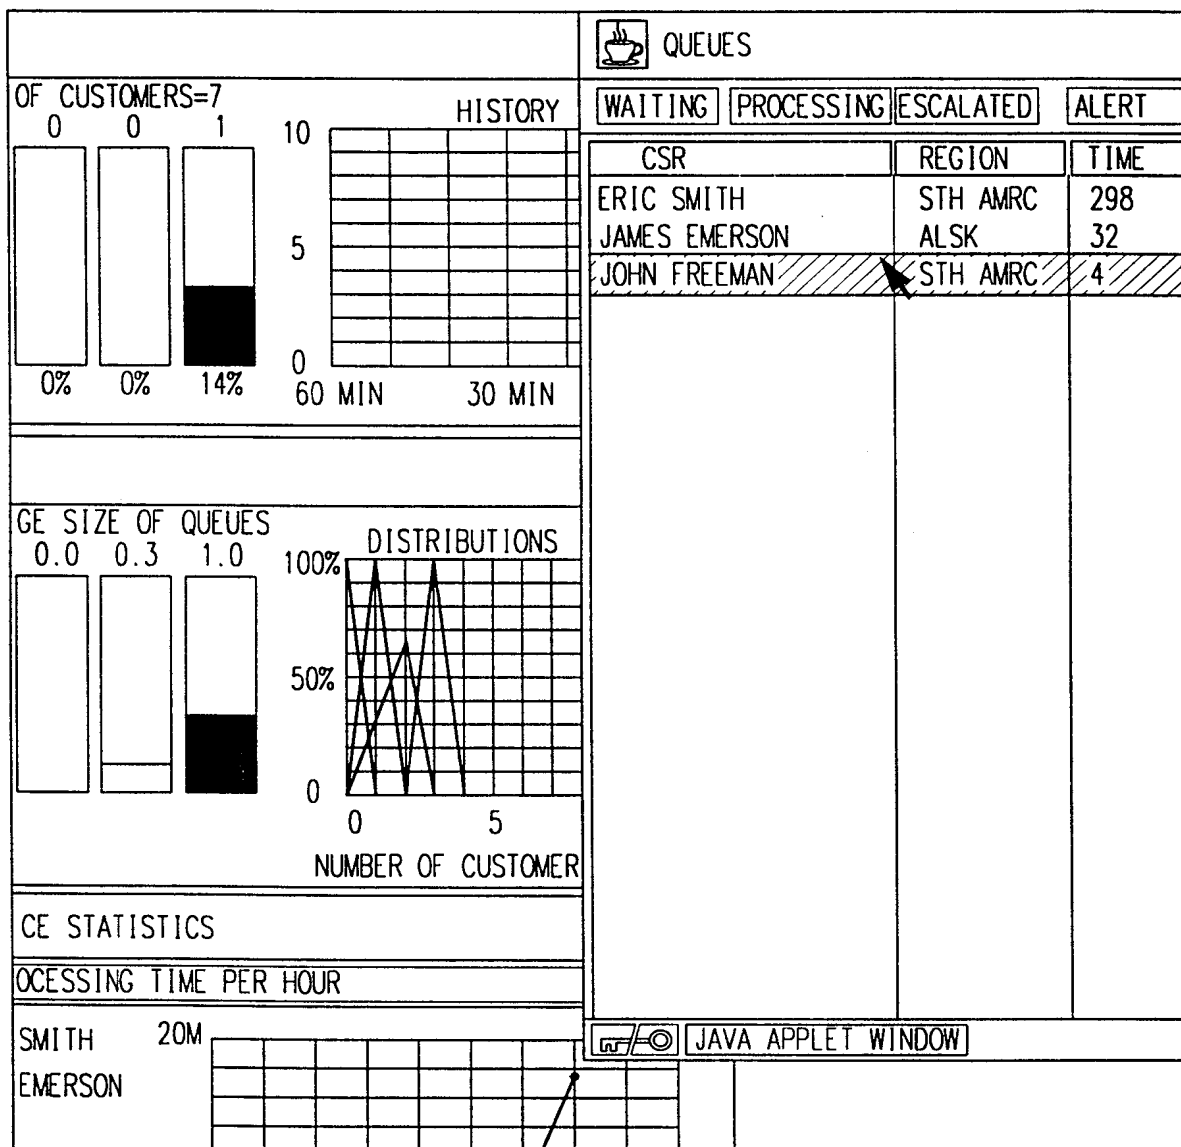 OF CUSTOMERS=7
0 0 1
0% 0% 14%
HISTORY
10
5
0
60 MIN 30 MIN
GE SIZE OF QUEUES
0.0 0.3 1.0
DISTRIBUTIONS
100%
50%
0
0 5
NUMBER OF CUSTOMER
CE STATISTICS
OCESSING TIME PER HOUR
SMITH 20M
EMERSON
QUEUES
WAITING PROCESSING ESCALATED ALERT
CSR REGION TIME
ERIC SMITH STH AMRC 298
JAMES EMERSON ALSK 32
JOHN FREEMAN STH AMRC 4
JAVA APPLET WINDOW